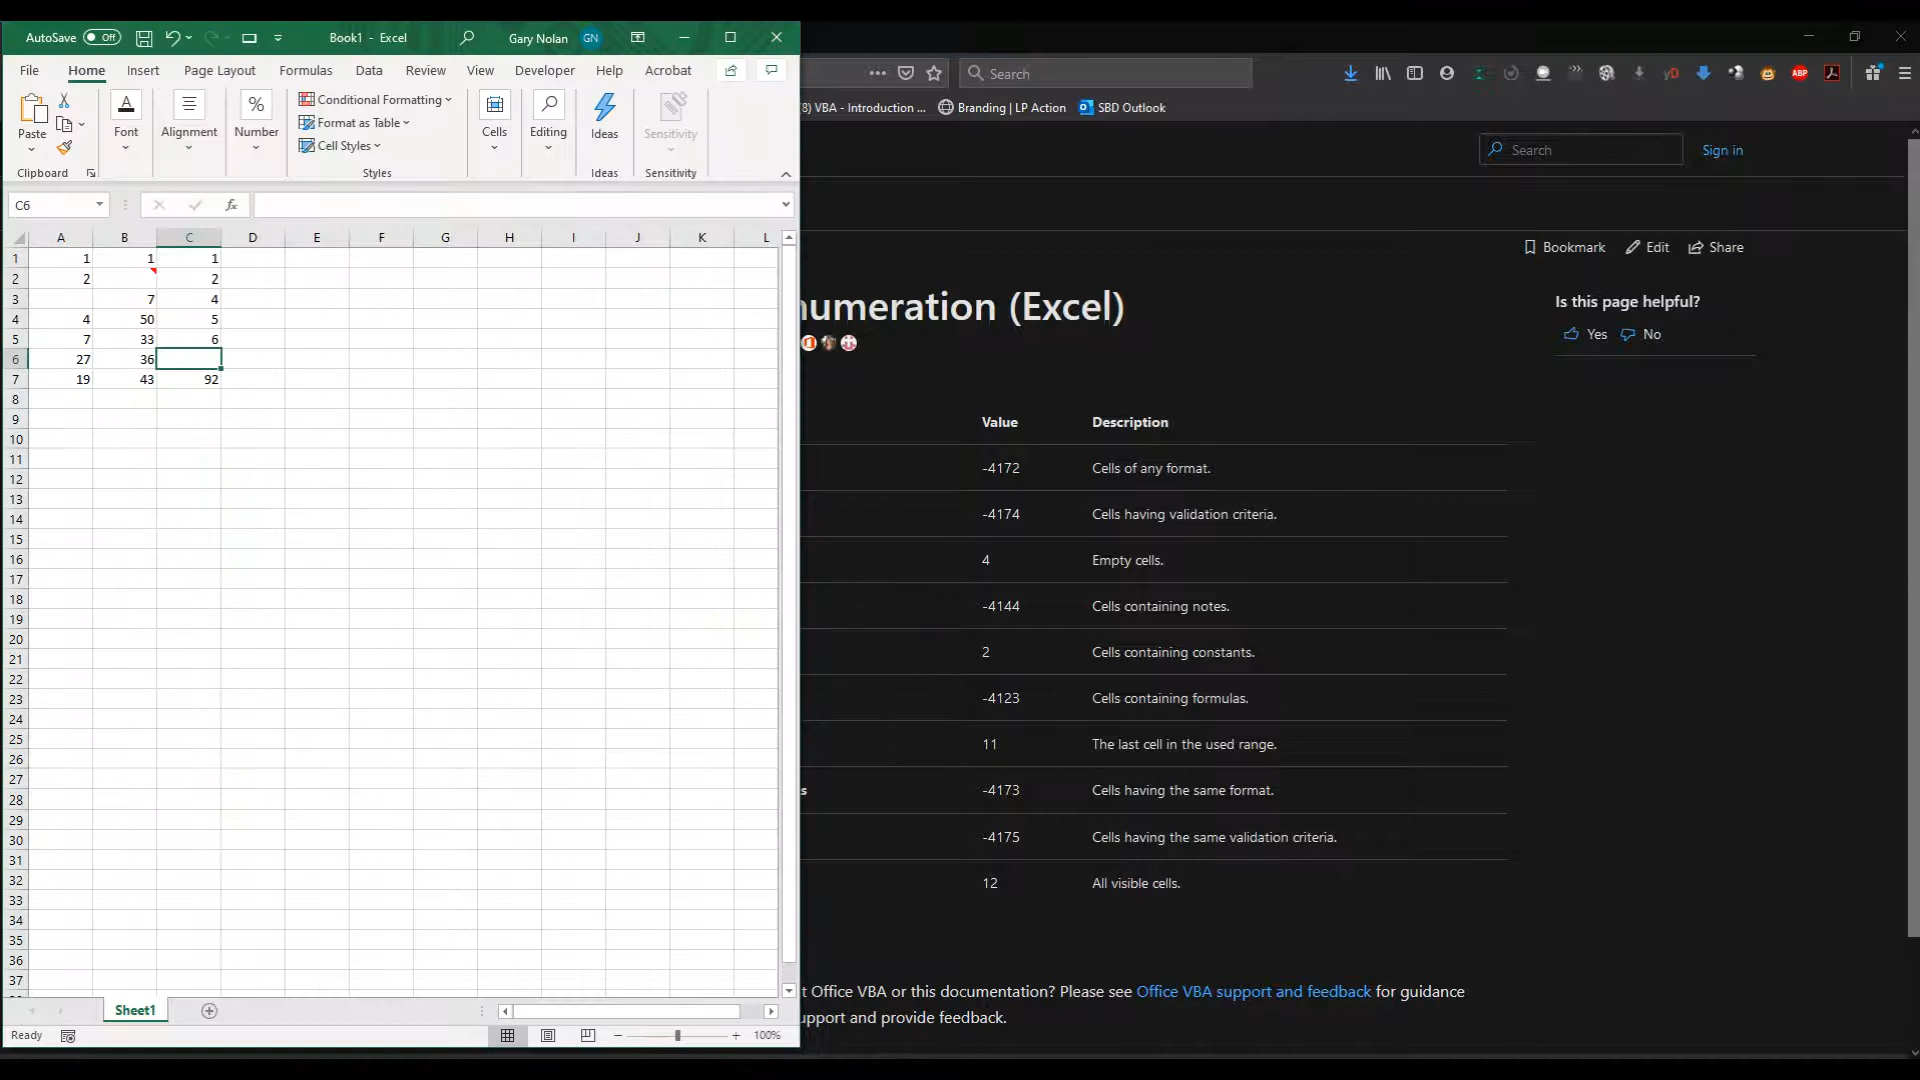 AutoSave Off Book1 - Excel Gary Nolan GN
File Home Insert Page Layout Formulas Data Review View Developer Help Acrobat
Paste Font Alignment Number Conditional Formatting Cells Editing Ideas Sensitivity
%
Format as Table
Cell Styles
Clipboard Styles Ideas Sensitivity
C6 fx
A B C D E F G H I J K L
1 1 1 1
2 2 2
3 7 4
4 4 50 5
5 7 33 6
6 27 36
7 19 43 92
8
9
10
11
12
13
14
15
16
17
18
19
20
21
22
23
24
25
26
27
28
29
30
31
32
33
34
35
36
37
Sheet1
Ready 100%
Search
ABP
8) VBA - Introduction ... Branding | LP Action SBD Outlook
Search Sign in
Bookmark Edit Share
numeration (Excel)
Is this page helpful?
Yes No
Value Description
-4172 Cells of any format.
-4174 Cells having validation criteria.
4 Empty cells.
-4144 Cells containing notes.
2 Cells containing constants.
-4123 Cells containing formulas.
11 The last cell in the used range.
s -4173 Cells having the same format.
-4175 Cells having the same validation criteria.
12 All visible cells.
t Office VBA or this documentation? Please see Office VBA support and feedback for guidance
upport and provide feedback.